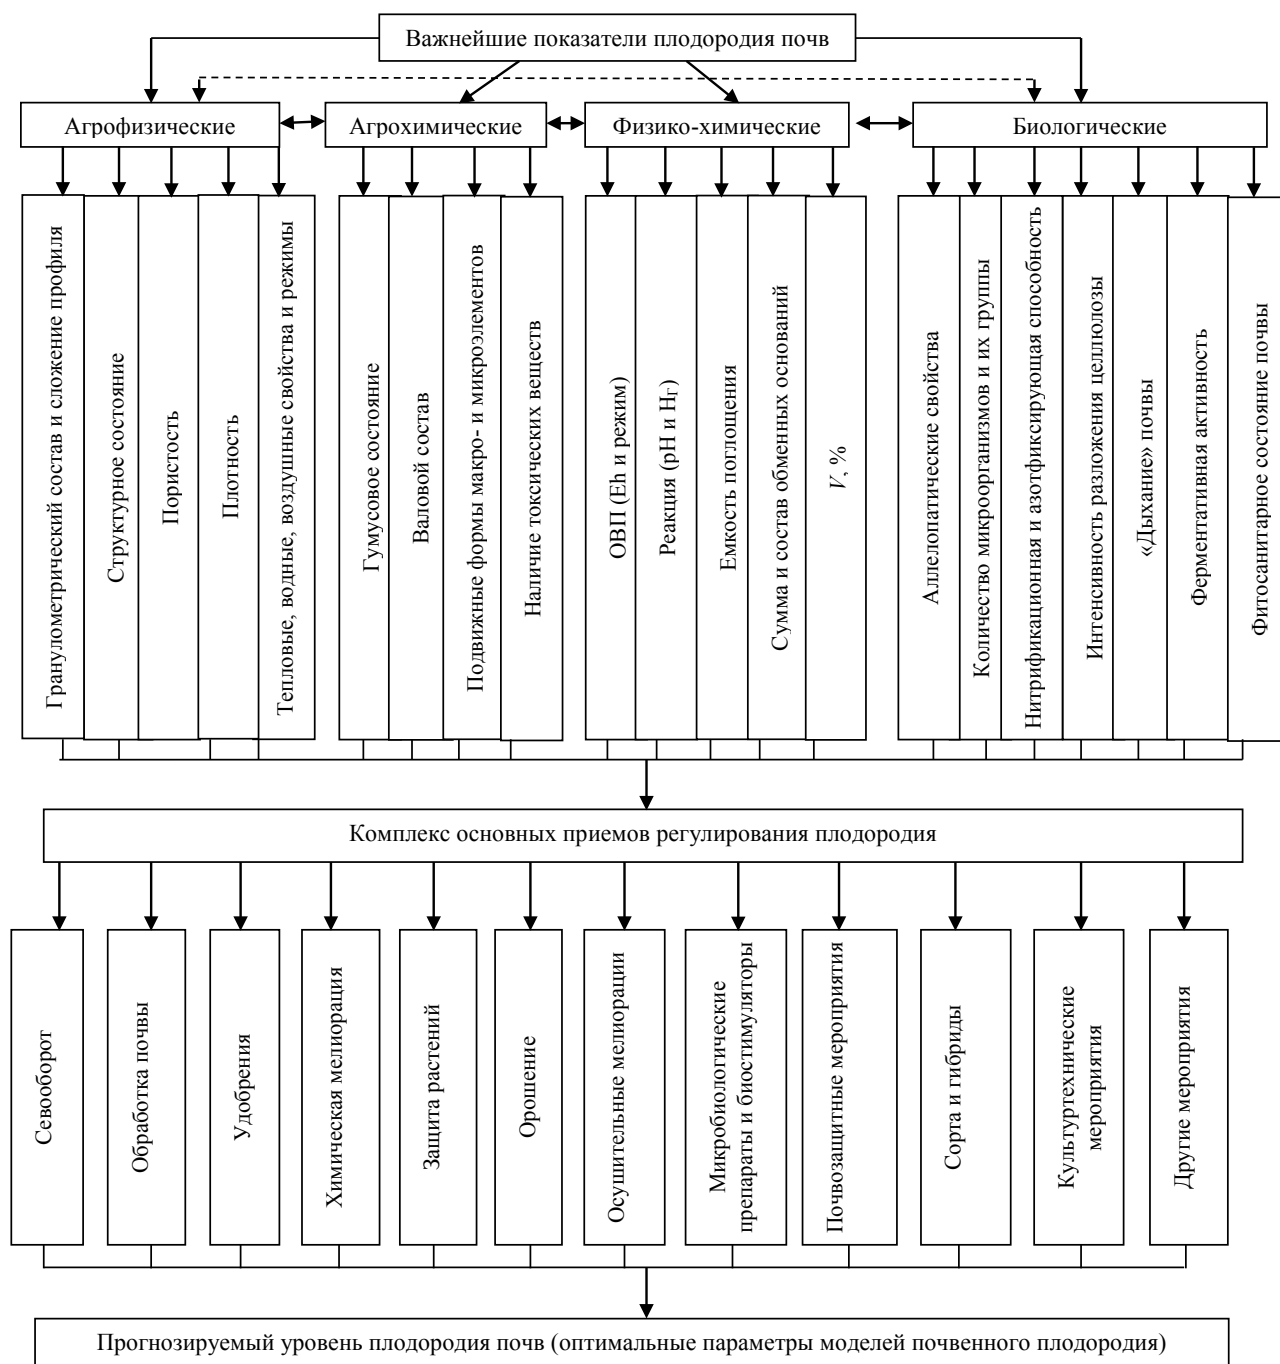 Важнейшие показатели плодородия почв
Агрофизические
Агрохимические
Физико-химические
Биологические
Гранулометрический состав и сложение профиля
Структурное состояние
Пористость
Плотность
Тепловые, водные, воздушные свойства и режимы
Гумусовое состояние
Валовой состав
Подвижные формы макро- и микроэлементов
Наличие токсических веществ
ОВП (Eh и режим)
Реакция (pH и Hг)
Емкость поглощения
Сумма и состав обменных оснований
V, %
Аллелопатические свойства
Количество микроорганизмов и их группы
Нитрификационная и азотфиксирующая способность
Интенсивность разложения целлюлозы
«Дыхание» почвы
Ферментативная активность
Фитосанитарное состояние почвы
Комплекс основных приемов регулирования плодородия
Севооборот
Обработка почвы
Удобрения
Химическая мелиорация
Защита растений
Орошение
Осушительные мелиорации
Микробиологические
препараты и биостимуляторы
Почвозащитные мероприятия
Сорта и гибриды
Культуртехнические
мероприятия
Другие мероприятия
Прогнозируемый уровень плодородия почв (оптимальные параметры моделей почвенного плодородия)